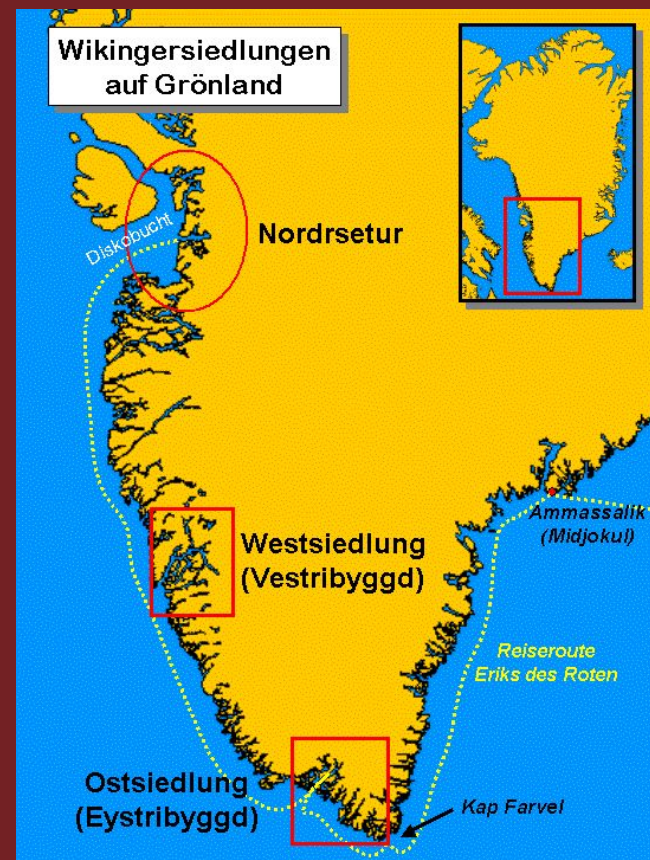 Wikingersiedlungen
auf Grönland
Diskobucht
Nordrsetur
Ammassalik
(Midjokul)
Westsiedlung
(Vestribyggd)
Reiseroute
Eriks des Roten
Ostsiedlung
(Eystribyggd)
Kap Farvel